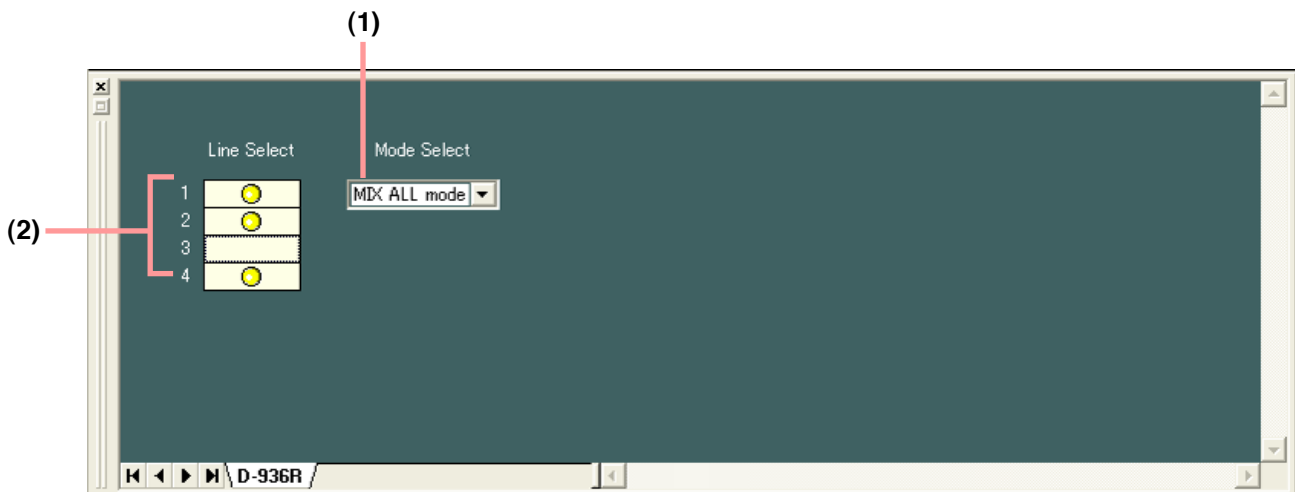 (1)
Line Select
Mode Select
1
MIX ALL mode
2
(2)
3
4
D-936R